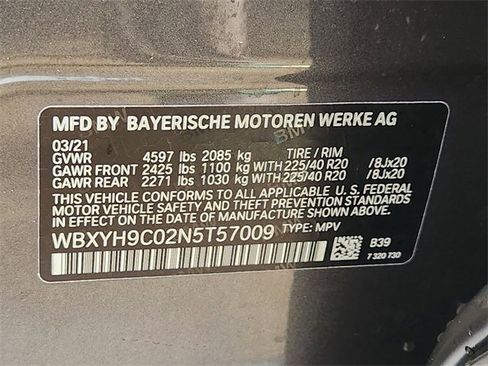 MFD BY BAYERISCHE MOTOREN WERKE AG
03/21
GVWR 4597 lbs 2085 kg TIRE / RIM
GAWR FRONT 2425 lbs 1100 kg WITH 225/40 R20 /8Jx20
GAWR REAR 2271 lbs 1030 kg WITH 225/40 R20 /8Jx20
THIS VEHICLE CONFORMS TO ALL APPLICABLE U.S. FEDERAL
MOTOR VEHICLE SAFETY AND THEFT PREVENTION STANDARDS
IN EFFECT ON THE DATE OF MANUFACTURE SHOWN ABOVE.
WBXYH9C02N5T57009 TYPE: MPV
B39
7 320 730